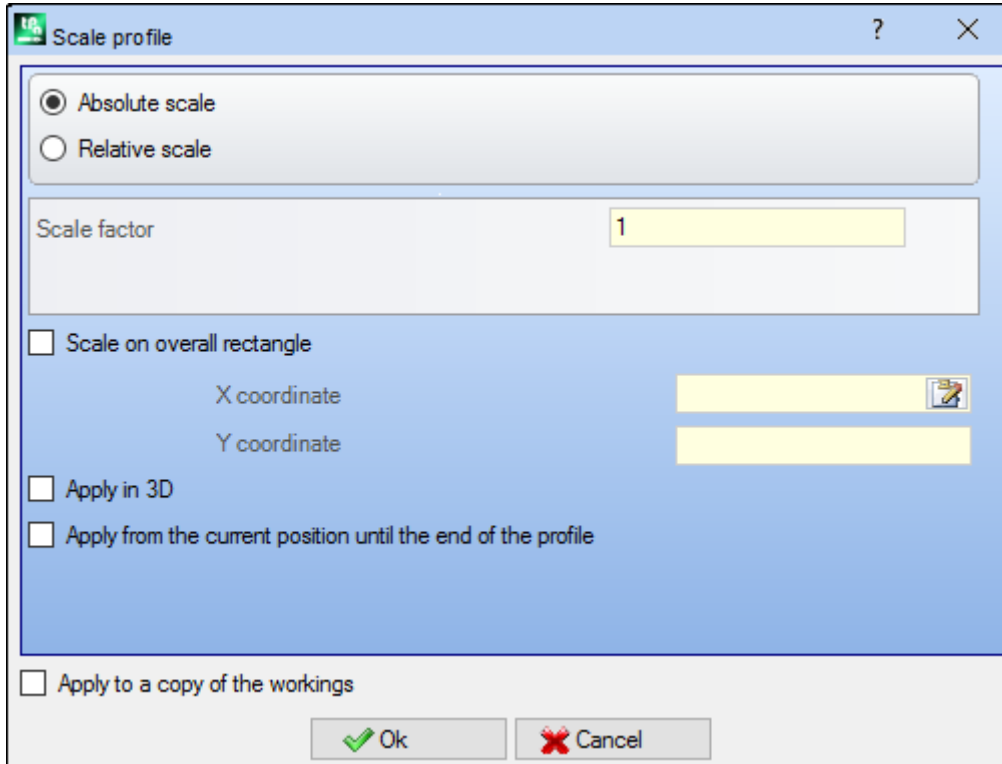 Scale profile
?
Absolute scale
Relative scale
Scale factor
1
Scale on overall rectangle
X coordinate
Y coordinate
Apply in 3D
Apply from the current position until the end of the profile
Apply to a copy of the workings
Ok
Cancel